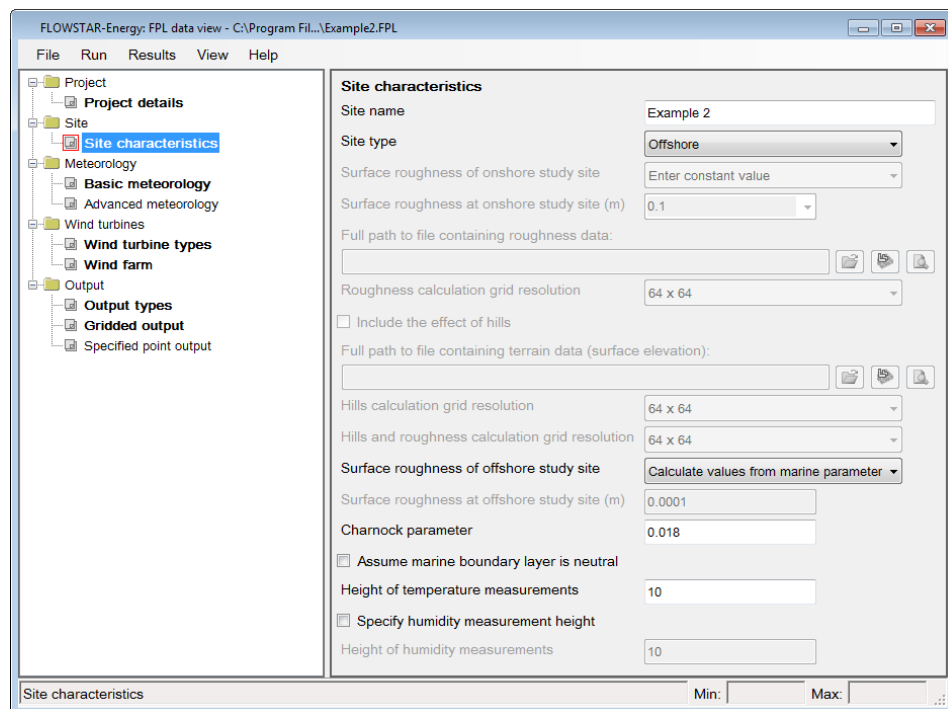 FLOWSTAR-Energy: FPL data view - C:\Program Fil...\Example2.FPL
File Run Results View Help
Project
Project details
Site
Site characteristics
Meteorology
Basic meteorology
Advanced meteorology
Wind turbines
Wind turbine types
Wind farm
Output
Output types
Gridded output
Specified point output
Site characteristics
Site name Example 2
Site type Offshore
Surface roughness of onshore study site Enter constant value
Surface roughness at onshore study site (m) 0.1
Full path to file containing roughness data:
Roughness calculation grid resolution 64 x 64
Include the effect of hills
Full path to file containing terrain data (surface elevation):
Hills calculation grid resolution 64 x 64
Hills and roughness calculation grid resolution 64 x 64
Surface roughness of offshore study site Calculate values from marine parameter
Surface roughness at offshore study site (m) 0.0001
Charnock parameter 0.018
Assume marine boundary layer is neutral
Height of temperature measurements 10
Specify humidity measurement height
Height of humidity measurements 10
Site characteristics Min: Max: